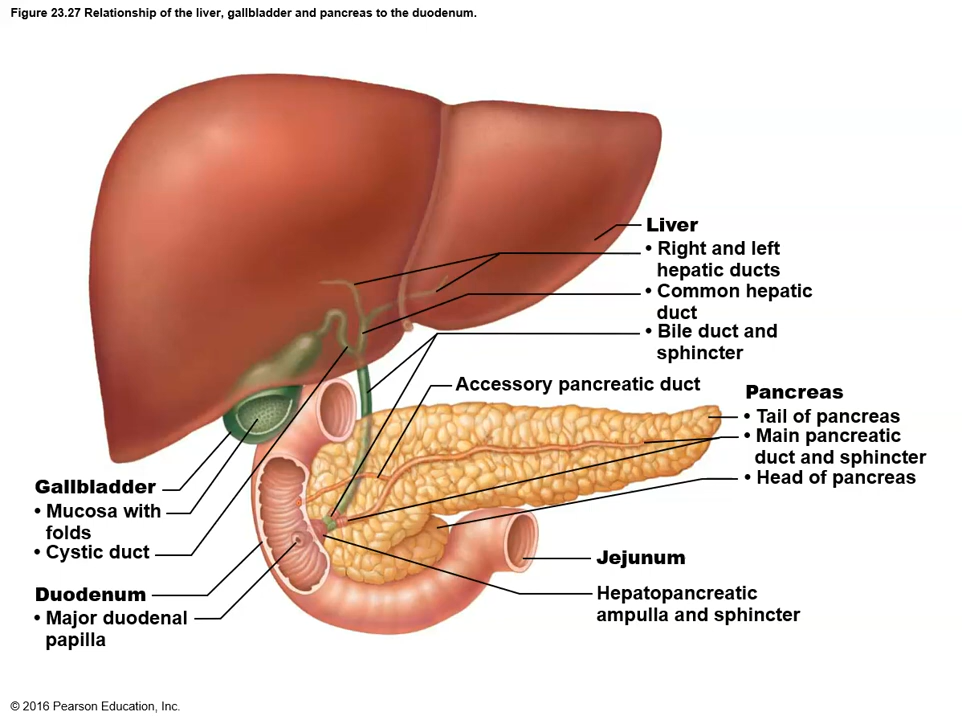 Figure 23.27 Relationship of the liver, gallbladder and pancreas to the duodenum.
Liver
• Right and left
hepatic ducts
• Common hepatic
duct
• Bile duct and
sphincter
Accessory pancreatic duct
Pancreas
• Tail of pancreas
• Main pancreatic
duct and sphincter
• Head of pancreas
Gallbladder
• Mucosa with
folds
• Cystic duct
Duodenum
• Major duodenal
papilla
Jejunum
Hepatopancreatic
ampulla and sphincter
© 2016 Pearson Education, Inc.